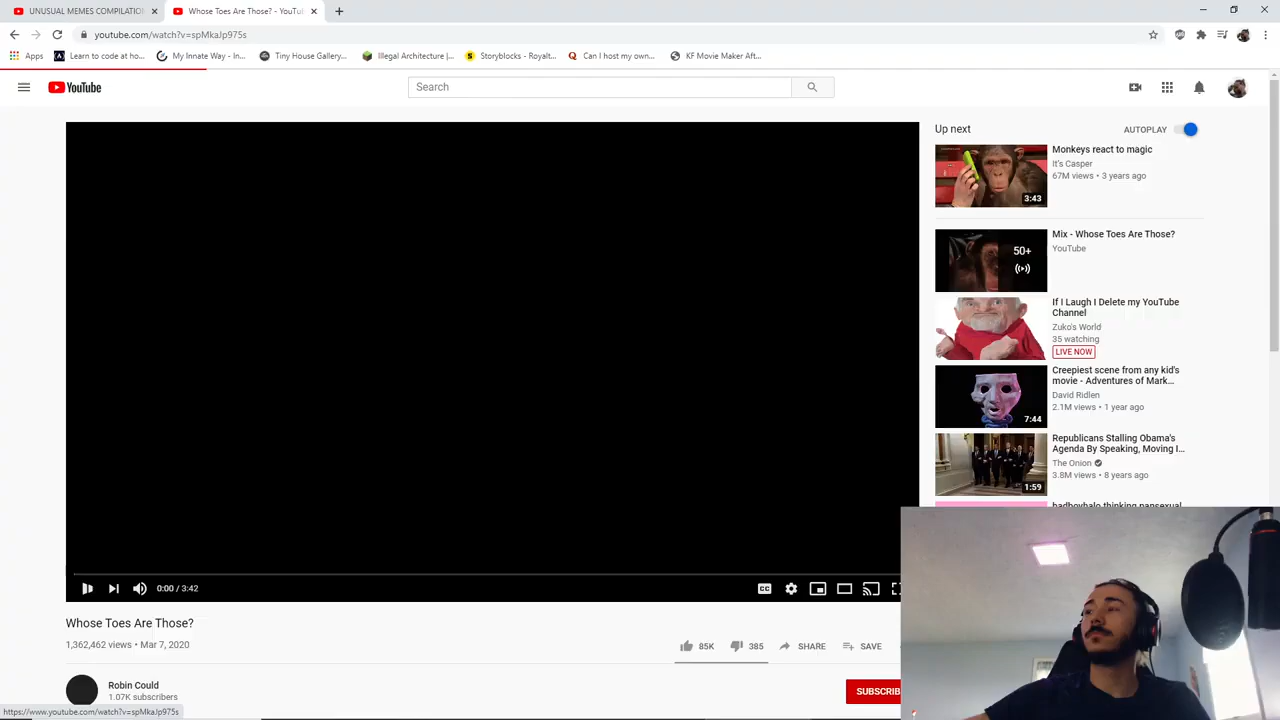 UNUSUAL MEMES COMPILATION
Whose Toes Are Those? - YouTu
youtube.com/watch?v=spMkaJp975s
Apps
Learn to code at ho...
My Innate Way - In...
Tiny House Gallery...
Illegal Architecture |...
Storyblocks - Royalt...
Can I host my own...
KF Movie Maker Aft...
YouTube
Search
Up next
AUTOPLAY
Monkeys react to magic
It's Casper
67M views • 3 years ago
3:43
Mix - Whose Toes Are Those?
YouTube
50+
If I Laugh I Delete my YouTube
Channel
Zuko's World
35 watching
LIVE NOW
Creepiest scene from any kid's
movie - Adventures of Mark...
David Ridlen
2.1M views • 1 year ago
7:44
Republicans Stalling Obama's
Agenda By Speaking, Moving I...
The Onion
3.8M views • 8 years ago
1:59
0:00 / 3:42
CC
Whose Toes Are Those?
1,362,462 views • Mar 7, 2020
85K
385
SHARE
SAVE
Robin Could
1.07K subscribers
SUBSCRIB
https://www.youtube.com/watch?v=spMkaJp975s